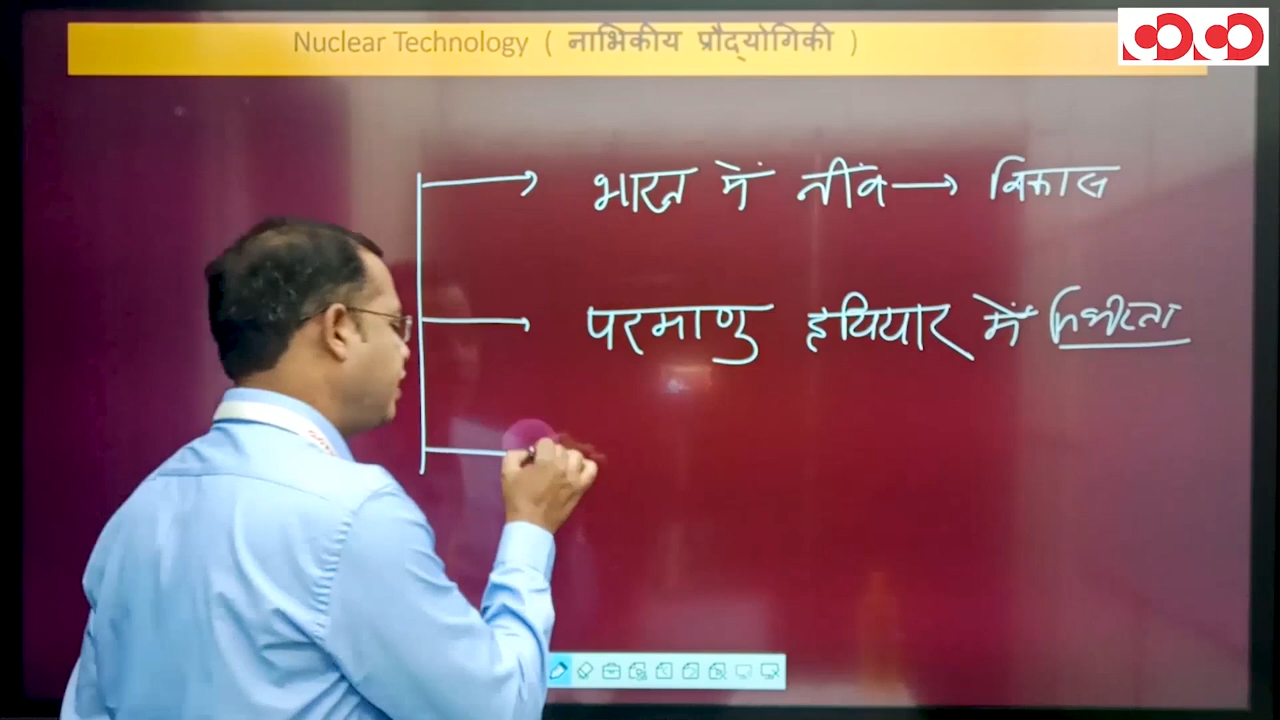 Nuclear Technology ( नाभिकीय प्रौद्योगिकी )
भारत में नींव → विकास
परमाणु हथियार में निर्भरता